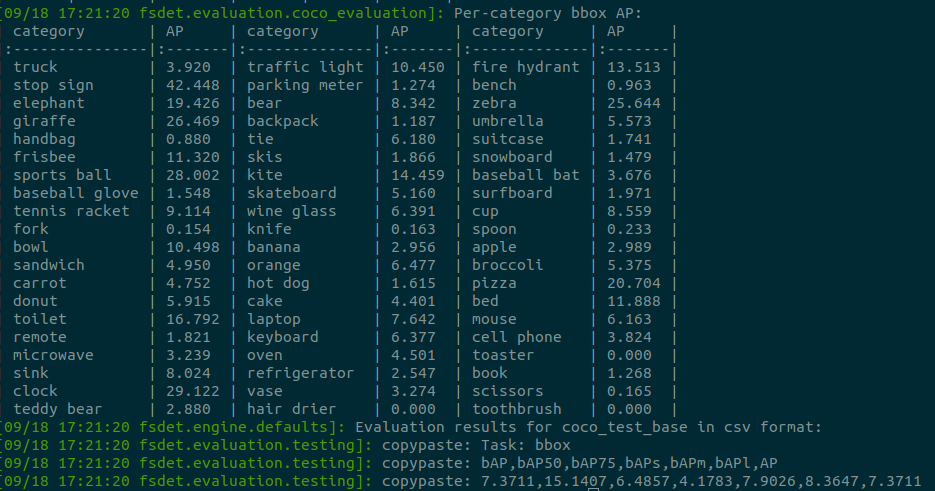 [09/18 17:21:20 fsdet.evaluation.coco_evaluation]: Per-category bbox AP:
| category | AP | category | AP | category | AP |
|:---------------|:-------|:--------------|:-------|:-------------|:-------|
| truck | 3.920 | traffic light | 10.450 | fire hydrant | 13.513 |
| stop sign | 42.448 | parking meter | 1.274 | bench | 0.963 |
| elephant | 19.426 | bear | 8.342 | zebra | 25.644 |
| giraffe | 26.469 | backpack | 1.187 | umbrella | 5.573 |
| handbag | 0.880 | tie | 6.180 | suitcase | 1.741 |
| frisbee | 11.320 | skis | 1.866 | snowboard | 1.479 |
| sports ball | 28.002 | kite | 14.459 | baseball bat | 3.676 |
| baseball glove | 1.548 | skateboard | 5.160 | surfboard | 1.971 |
| tennis racket | 9.114 | wine glass | 6.391 | cup | 8.559 |
| fork | 0.154 | knife | 0.163 | spoon | 0.233 |
| bowl | 10.498 | banana | 2.956 | apple | 2.989 |
| sandwich | 4.950 | orange | 6.477 | broccoli | 5.375 |
| carrot | 4.752 | hot dog | 1.615 | pizza | 20.704 |
| donut | 5.915 | cake | 4.401 | bed | 11.888 |
| toilet | 16.792 | laptop | 7.642 | mouse | 6.163 |
| remote | 1.821 | keyboard | 6.377 | cell phone | 3.824 |
| microwave | 3.239 | oven | 4.501 | toaster | 0.000 |
| sink | 8.024 | refrigerator | 2.547 | book | 1.268 |
| clock | 29.122 | vase | 3.274 | scissors | 0.165 |
| teddy bear | 2.880 | hair drier | 0.000 | toothbrush | 0.000 |
[09/18 17:21:20 fsdet.engine.defaults]: Evaluation results for coco_test_base in csv format:
[09/18 17:21:20 fsdet.evaluation.testing]: copypaste: Task: bbox
[09/18 17:21:20 fsdet.evaluation.testing]: copypaste: bAP,bAP50,bAP75,bAPs,bAPm,bAPl,AP
[09/18 17:21:20 fsdet.evaluation.testing]: copypaste: 7.3711,15.1407,6.4857,4.1783,7.9026,8.3647,7.3711